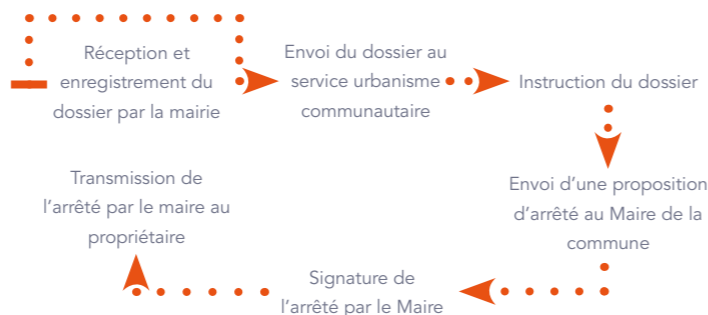 Réception et
enregistrement du
dossier par la mairie
Envoi du dossier au
service urbanisme
communautaire
Instruction du dossier
Envoi d’une proposition
d’arrêté au Maire de la
commune
Signature de
l’arrêté par le Maire
Transmission de
l’arrêté par le maire au
propriétaire